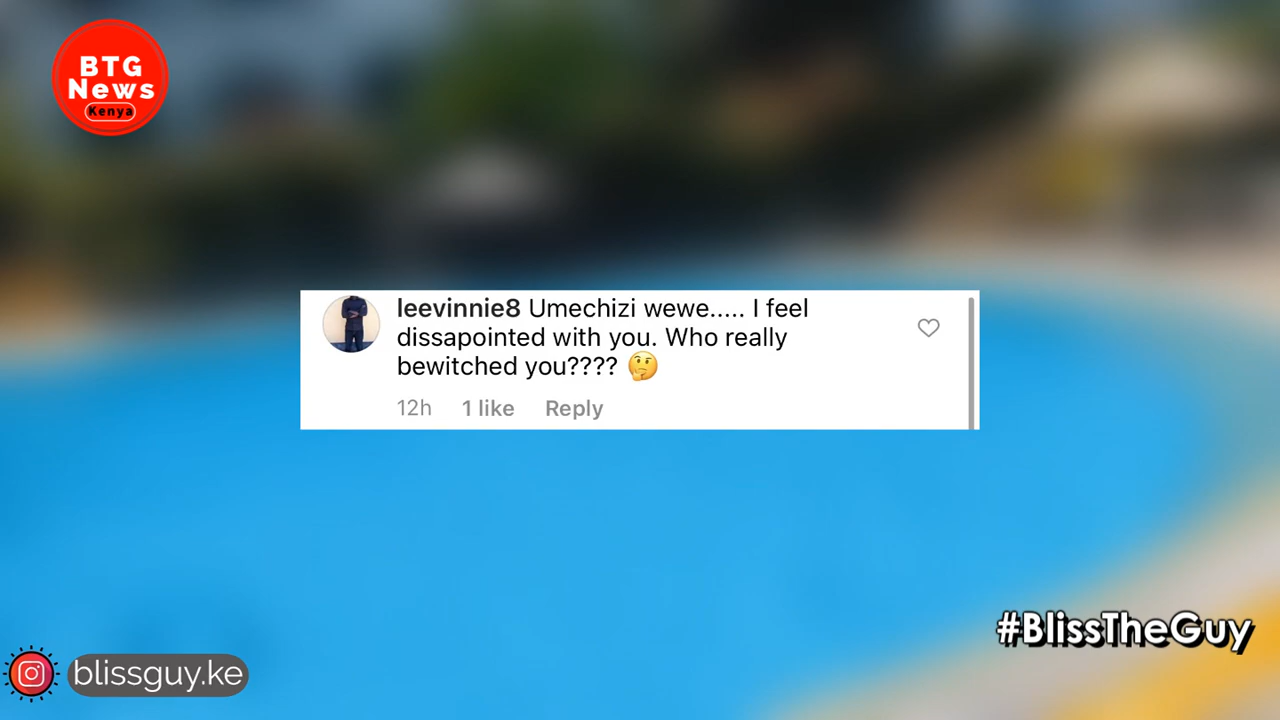 BTG
News
Kenya
leevinnie8 Umechizi wewe..... I feel
dissapointed with you. Who really
bewitched you???? 🤔
12h 1 like Reply
#BlissTheGuy
blissguy.ke